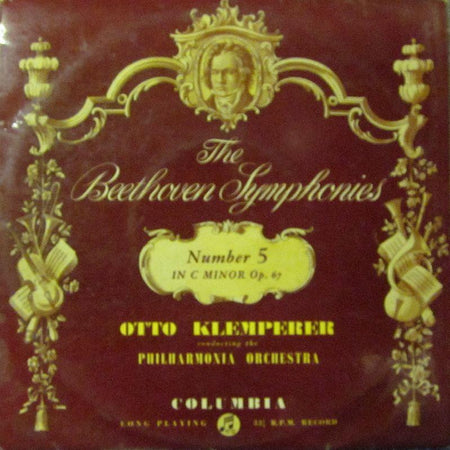 The
Beethoven Symphonies
Number 5
IN C MINOR Op. 67
OTTO KLEMPERER
conducting the
PHILHARMONIA ORCHESTRA
COLUMBIA
LONG PLAYING 33⅓ R.P.M. RECORD